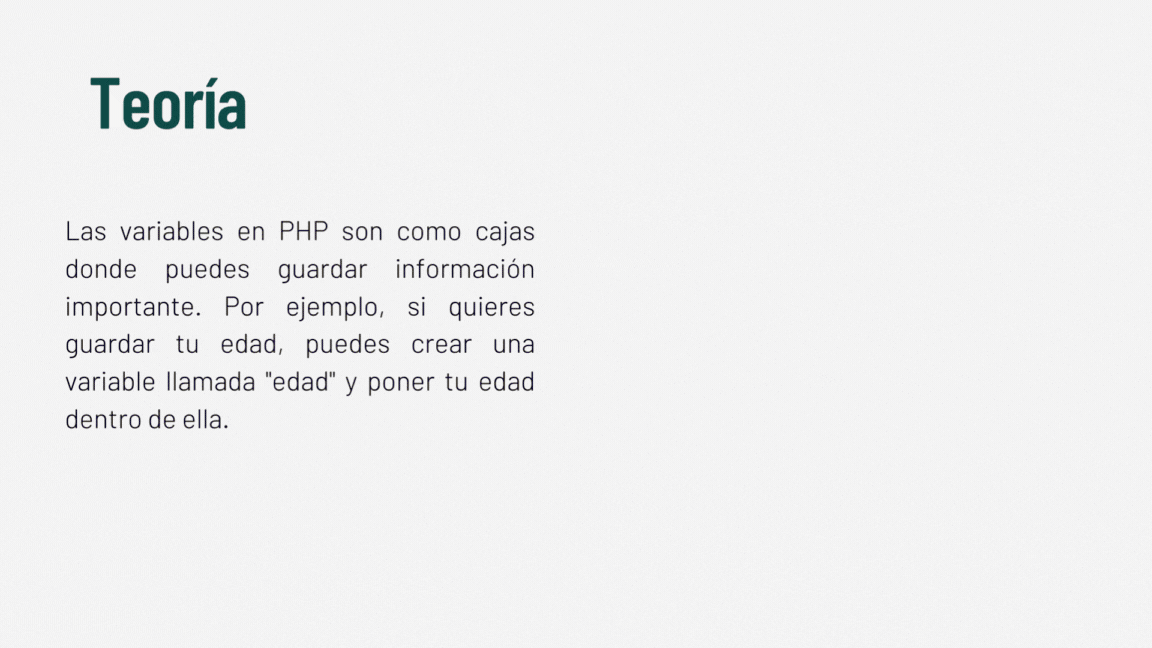 Teoría
Las variables en PHP son como cajas
donde puedes guardar información
importante. Por ejemplo, si quieres
guardar tu edad, puedes crear una
variable llamada "edad" y poner tu edad
dentro de ella.